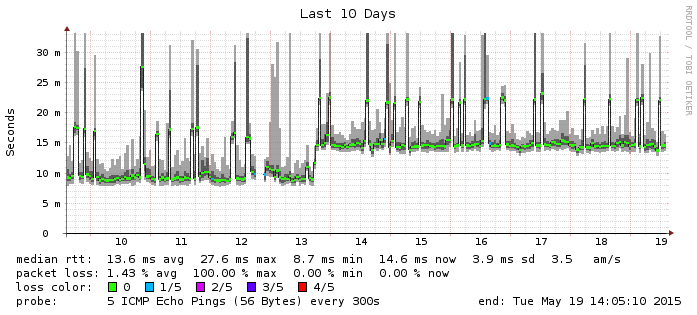 Last 10 Days
RRDTOOL / TOBI OETIKER
Seconds
30 m
25 m
20 m
15 m
10 m
5 m
0
10 11 12 13 14 15 16 17 18 19
median rtt: 13.6 ms avg 27.6 ms max 8.7 ms min 14.6 ms now 3.9 ms sd 3.5 am/s
packet loss: 1.43 % avg 100.00 % max 0.00 % min 0.00 % now
loss color: 0 1/5 2/5 3/5 4/5
probe: 5 ICMP Echo Pings (56 Bytes) every 300s end: Tue May 19 14:05:10 2015